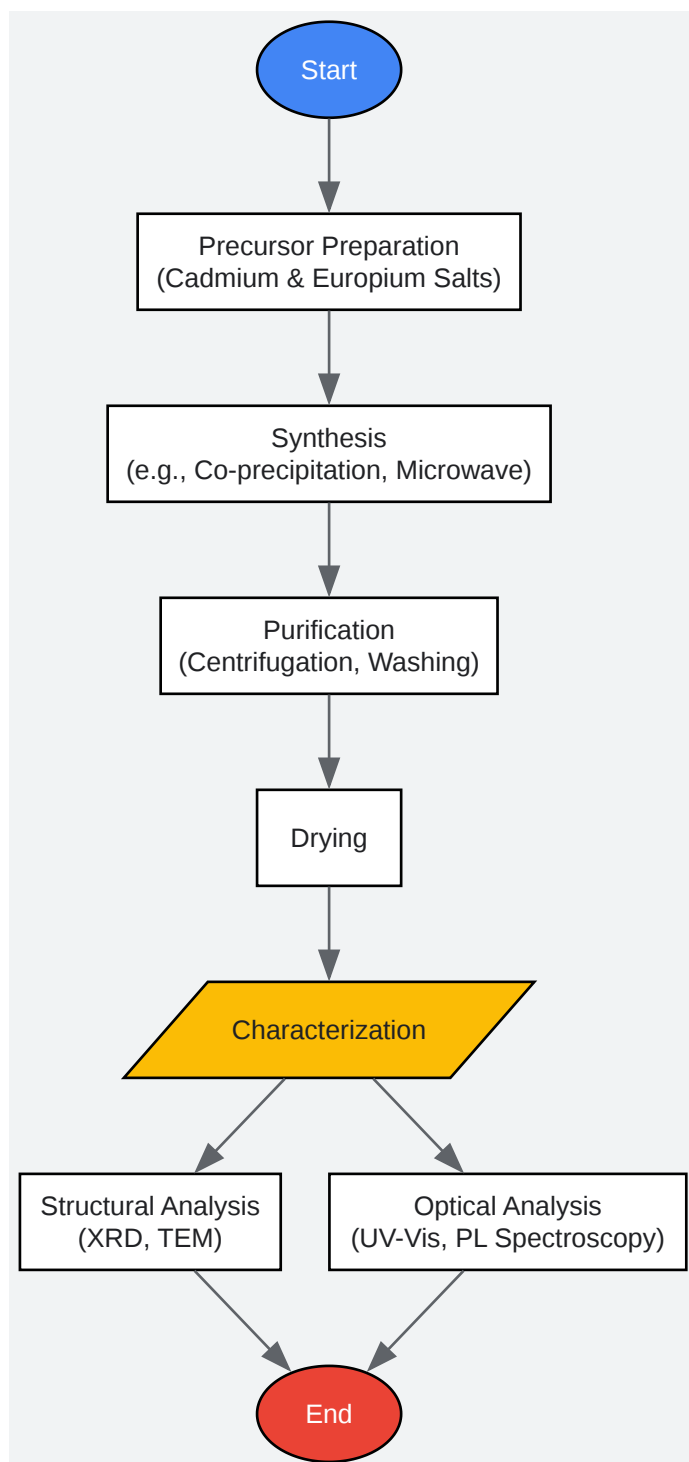 Start
Precursor Preparation
(Cadmium & Europium Salts)
Synthesis
(e.g., Co-precipitation, Microwave)
Purification
(Centrifugation, Washing)
Drying
Characterization
Structural Analysis
(XRD, TEM)
Optical Analysis
(UV-Vis, PL Spectroscopy)
End